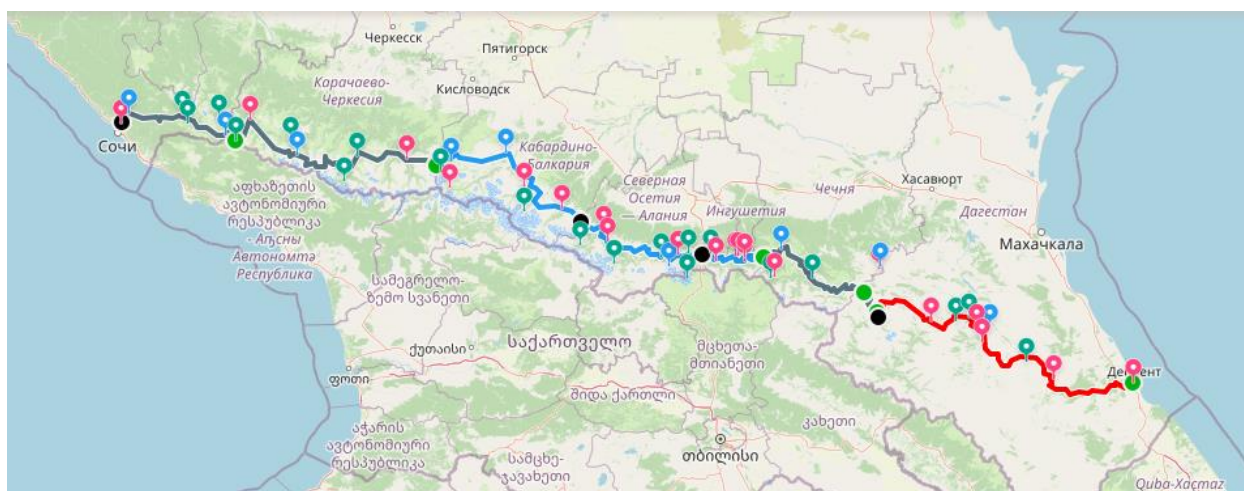 Черкесск
Пятигорск
Карачаево-
Черкесия
Кисловодск
Сочи
Кабардино-
Балкария
Северная
Осетия
— Алания
Ингушетия
Чечня
Хасавюрт
Дагестан
Махачкала
აფხაზეთის
ავტონომიური
რესპუბლიკა
- Аҧсны
Автономтә
Республика
სამეგრელო-
ზემო სვანეთი
ქუთაისი
საქართველო
მცხეთა-
მთიანეთი
ფოთი
შიდა ქართლი
კახეთი
აჭარის
ავტონომიური
რესპუბლიკა
სამცხე-
ჯავახეთი
თბილისი
Quba-Xaçmaz